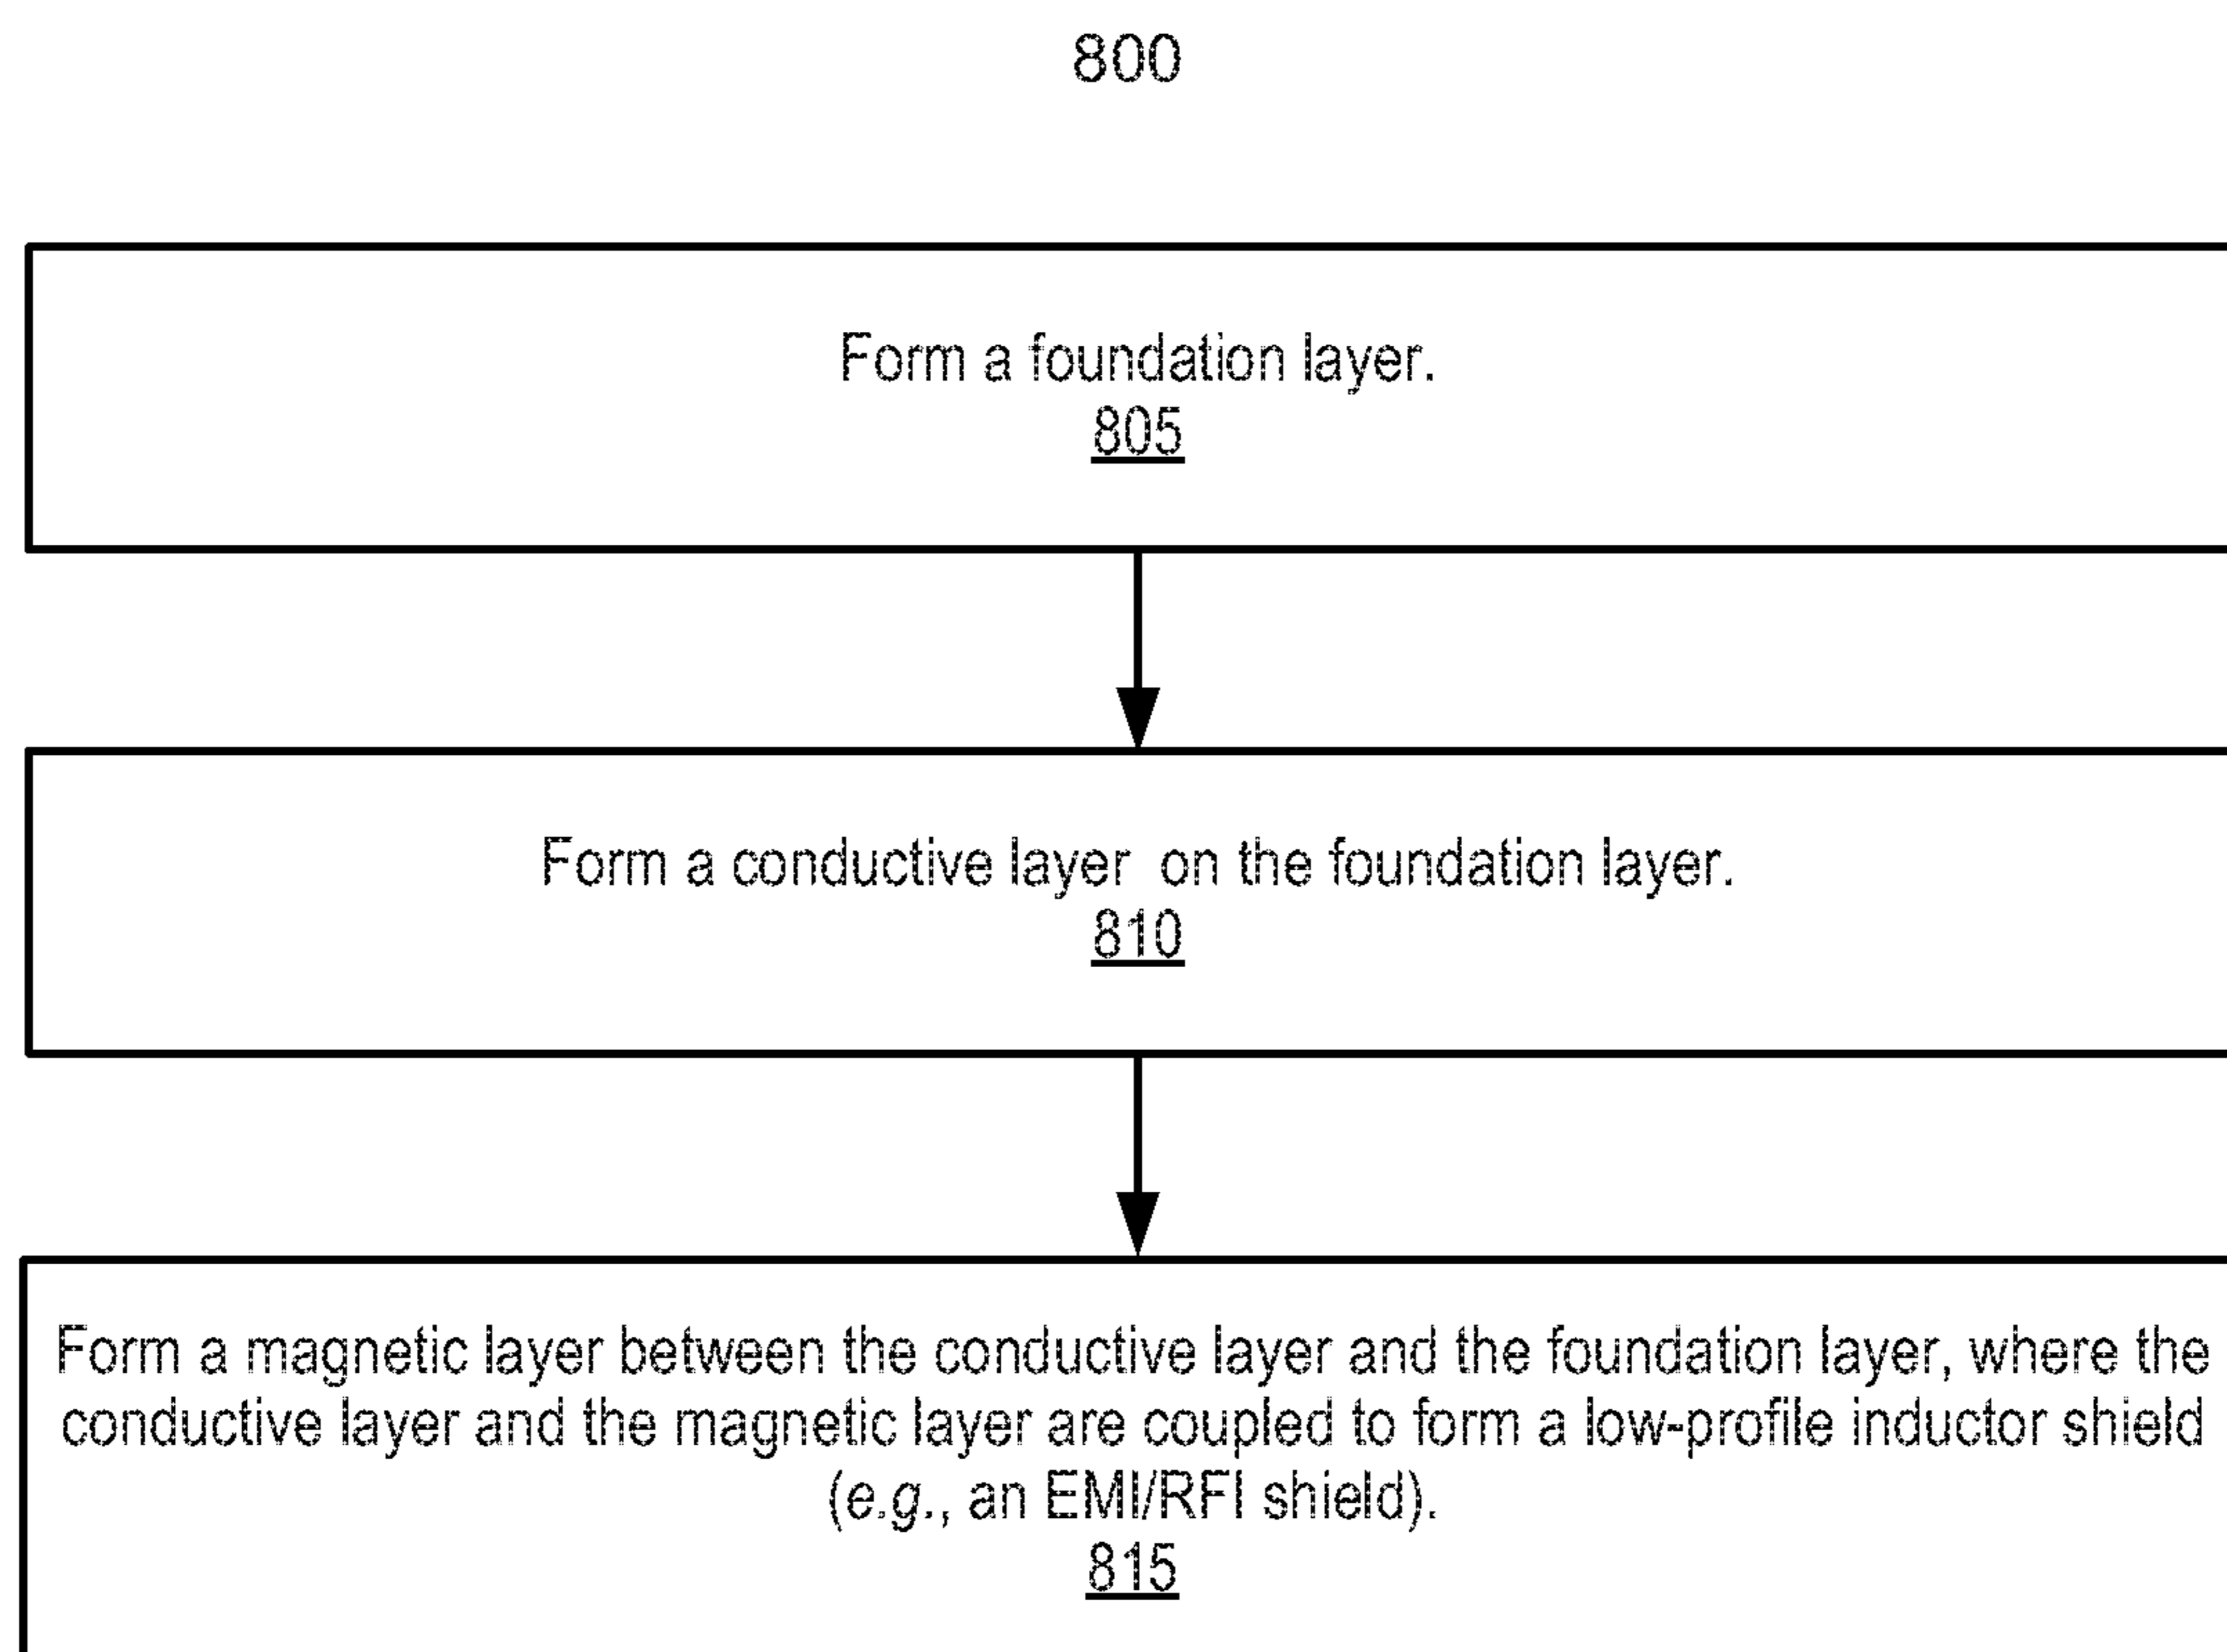 800
Form a foundation layer.
805
Form a conductive layer on the foundation layer.
810
Form a magnetic layer between the conductive layer and the foundation layer, where the
conductive layer and the magnetic layer are coupled to form a low-profile inductor shield
(e.g., an EMI/RFI shield).
815